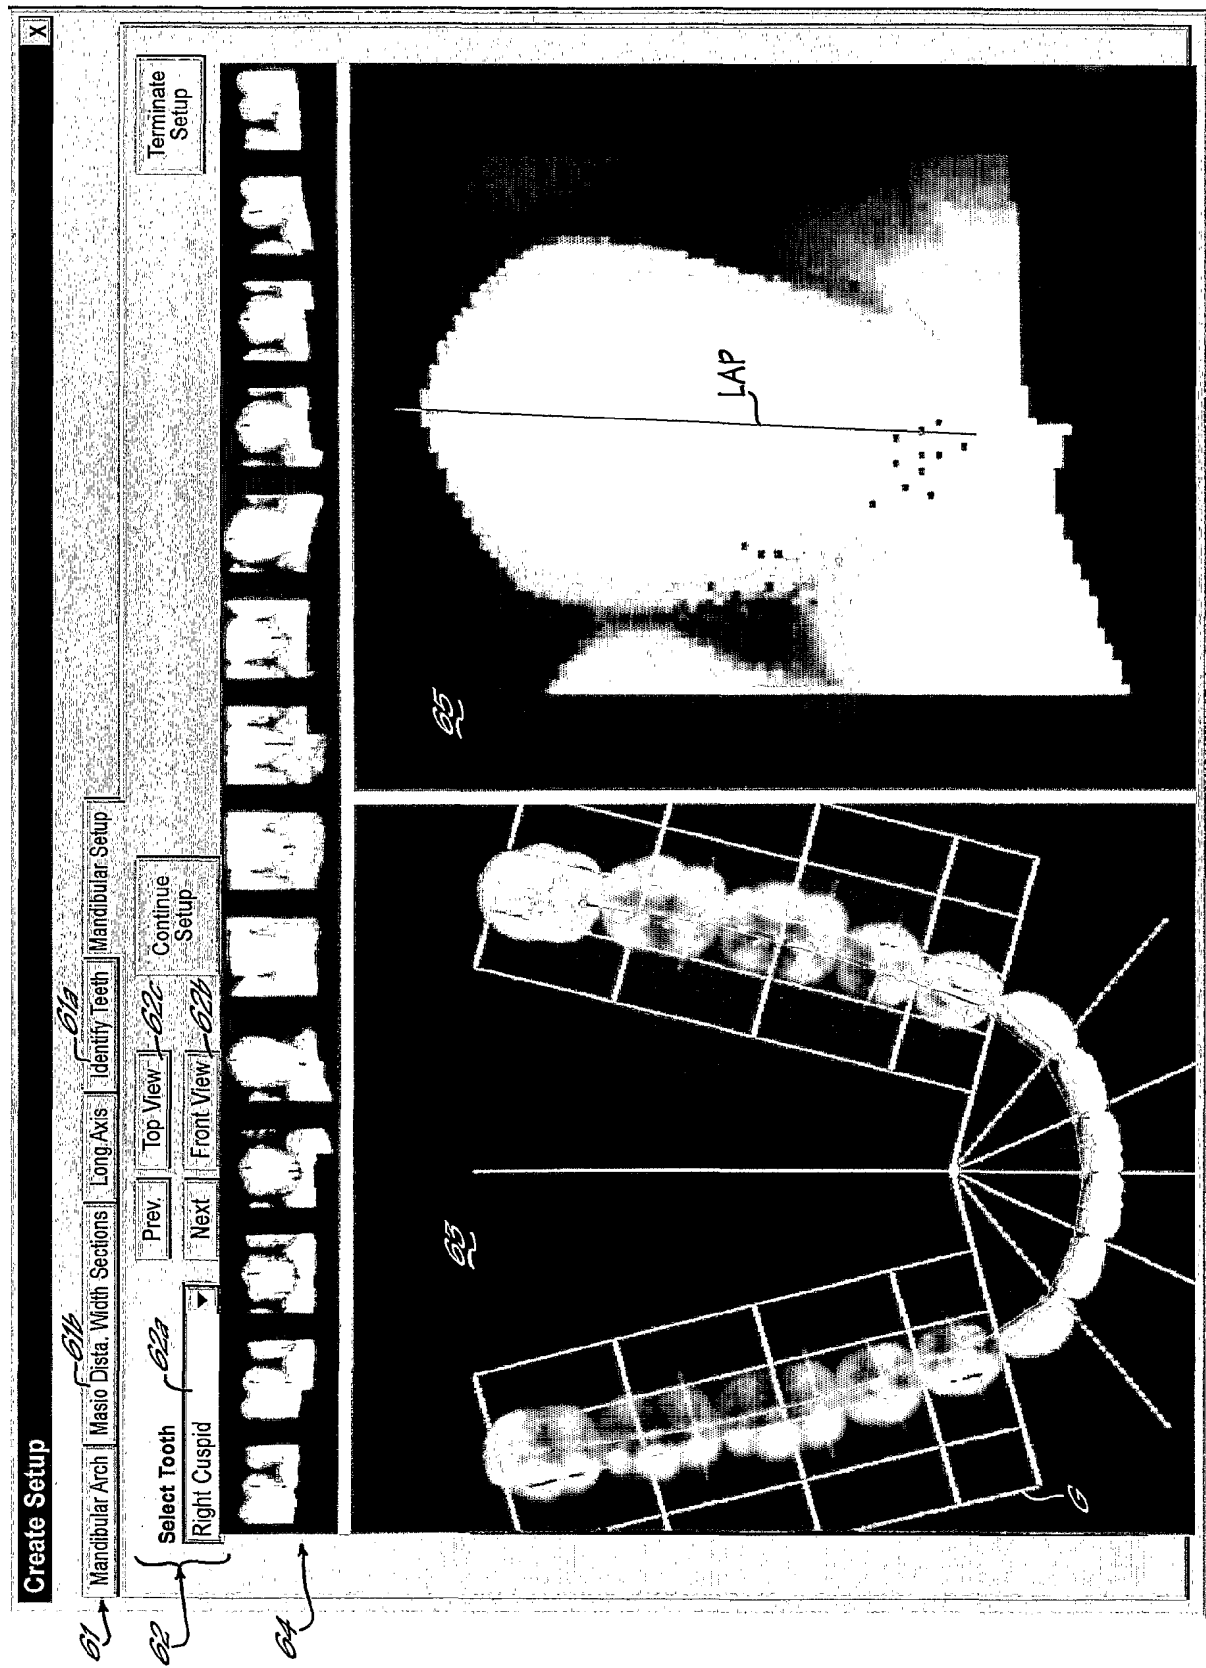 Create Setup
X
61
61b
61a
Mandibular Arch
Masio Dista. Width Sections
Long Axis
Identity Teeth
Mandibular Setup
62
Select Tooth
62a
Prev.
Top View
62c
Continue
Setup
Terminate
Setup
Right Cuspid
Next
Front View
62b
64
63
65
LAP
G